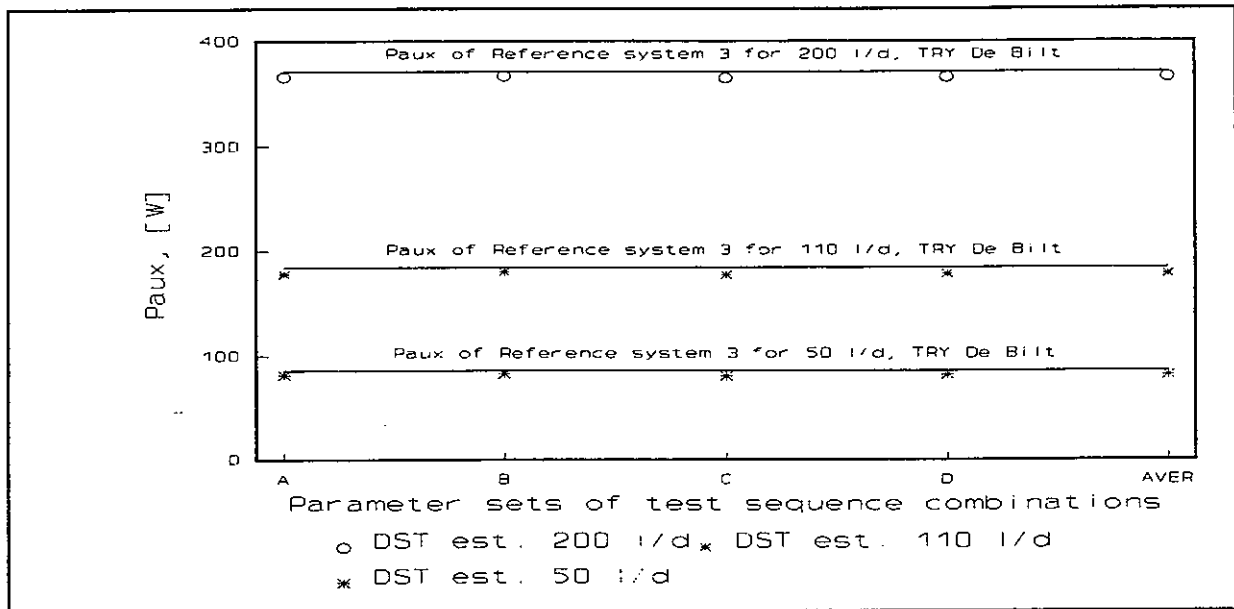 400
Paux of Reference system 3 for 200 l/d, TRY De Bilt
300
Paux, [W]
200
Paux of Reference system 3 for 110 l/d, TRY De Bilt
100
Paux of Reference system 3 for 50 l/d, TRY De Bilt
0
A B C D AVER
Parameter sets of test sequence combinations
o DST est. 200 l/d * DST est. 110 l/d
* DST est. 50 l/d